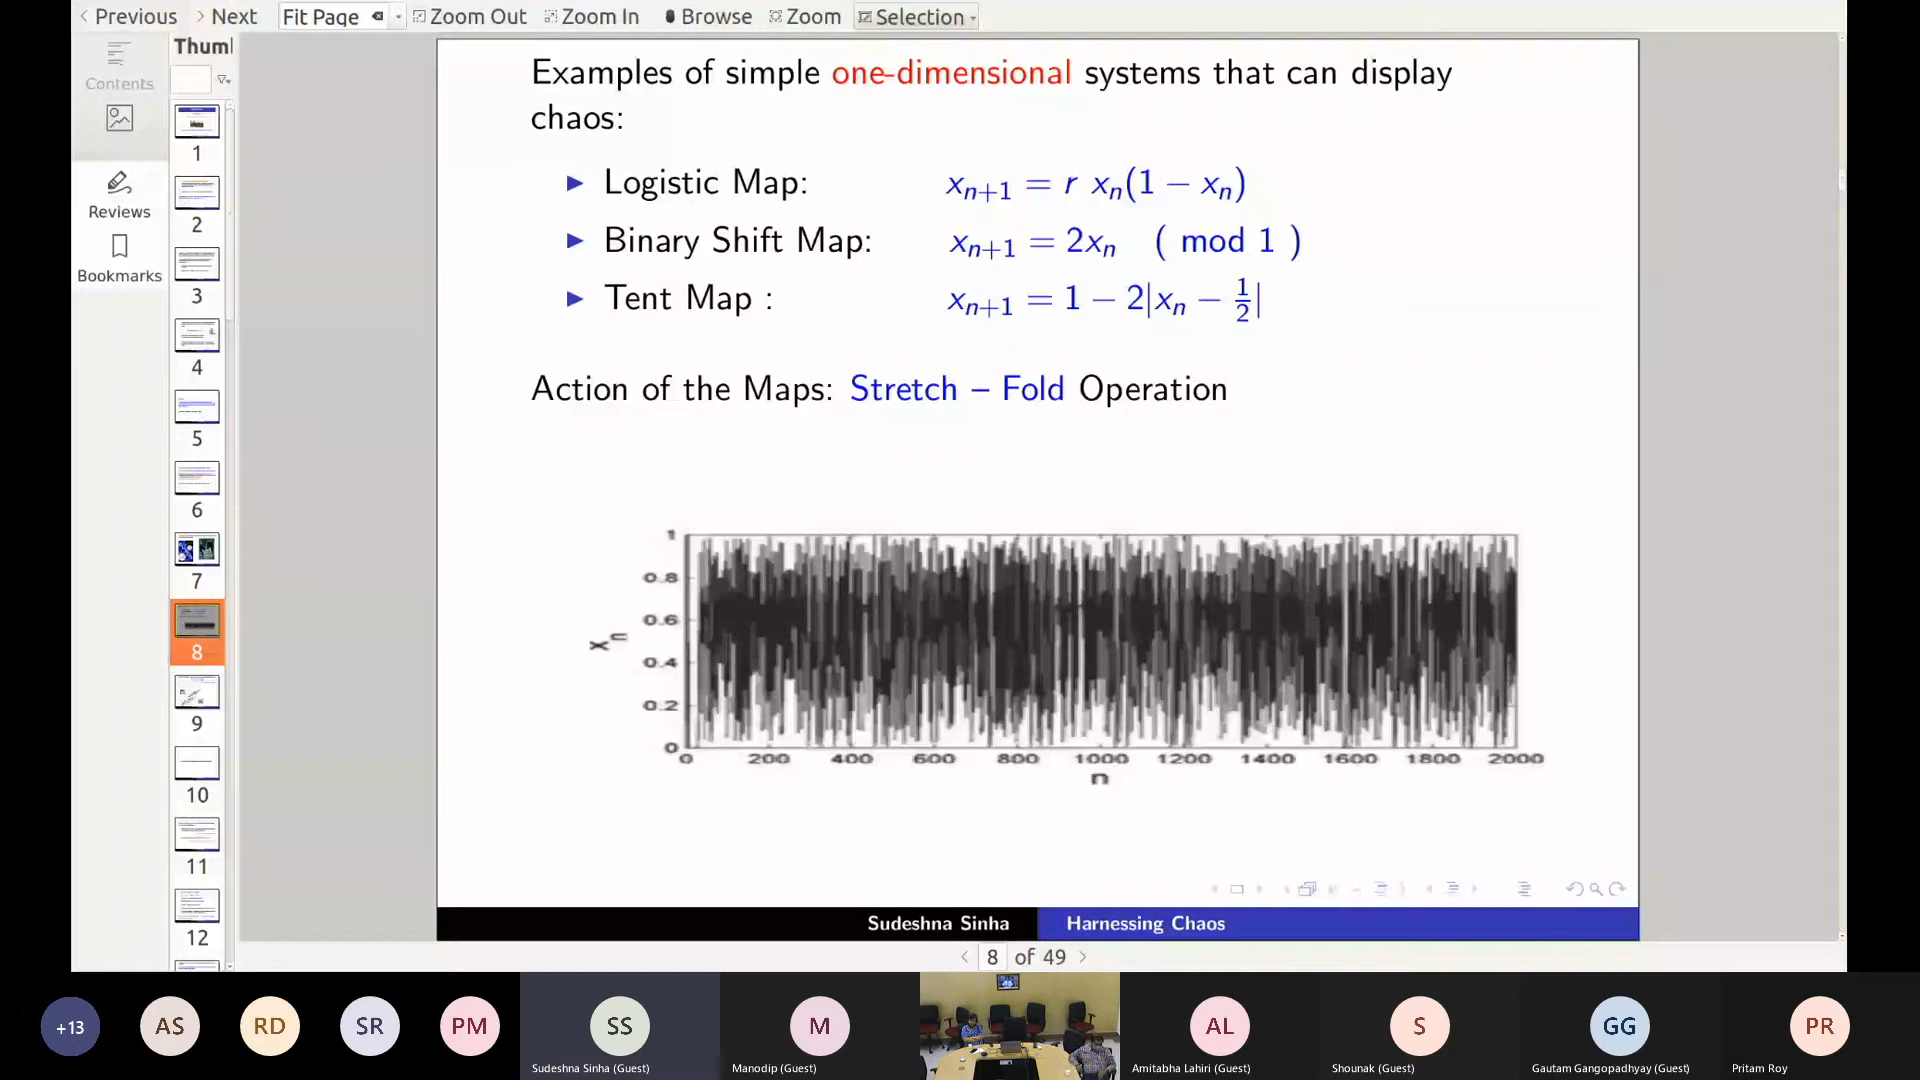 Previous Next Fit Page Zoom Out Zoom In Browse Zoom Selection
Contents
Reviews
Bookmarks
Thuml
1
2
3
4
5
6
7
8
9
10
11
12
Examples of simple one-dimensional systems that can display
chaos:
Logistic Map: xₙ₊₁ = r xₙ(1 − xₙ)
Binary Shift Map: xₙ₊₁ = 2xₙ ( mod 1 )
Tent Map : xₙ₊₁ = 1 − 2|xₙ − 1/2|
Action of the Maps: Stretch – Fold Operation
1
0.8
0.6
0.4
0.2
0
xₙ
0 200 400 600 800 1000 1200 1400 1600 1800 2000
n
Sudeshna Sinha Harnessing Chaos
8 of 49
+13 AS RD SR PM SS M AL S GG PR
Sudeshna Sinha (Guest) Manodip (Guest) Amitabha Lahiri (Guest) Shounak (Guest) Gautam Gangopadhyay (Guest) Pritam Roy